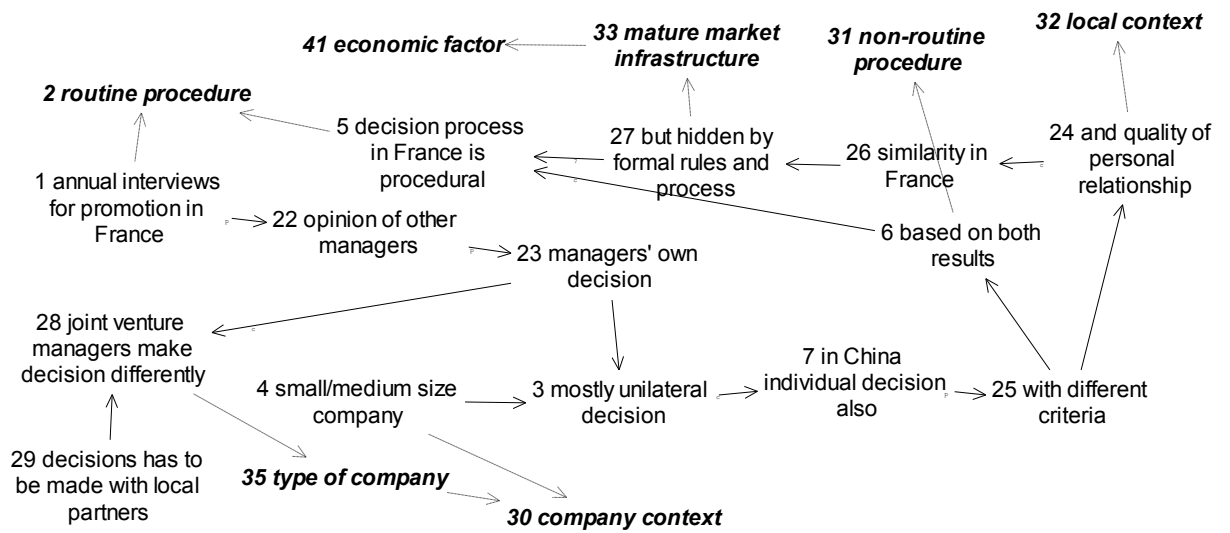 32 local context
33 mature market
infrastructure
41 economic factor
31 non-routine
procedure
2 routine procedure
5 decision process
in France is
procedural
27 but hidden by
formal rules and
process
26 similarity in
France
24 and quality of
personal
relationship
1 annual interviews
for promotion in
France
22 opinion of other
managers
23 managers' own
decision
6 based on both
results
28 joint venture
managers make
decision differently
4 small/medium size
company
3 mostly unilateral
decision
7 in China
individual decision
also
25 with different
criteria
29 decisions has to
be made with local
partners
35 type of company
30 company context